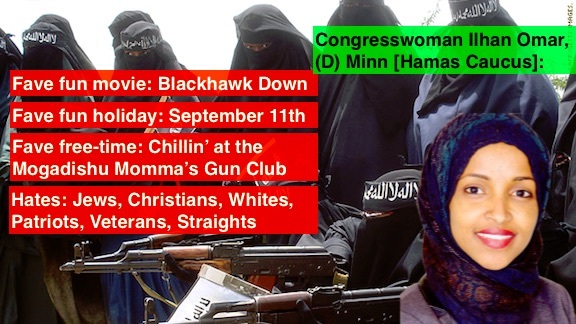 Congresswoman Ilhan Omar,
(D) Minn [Hamas Caucus]:
Fave fun movie: Blackhawk Down
Fave fun holiday: September 11th
Fave free-time: Chillin’ at the
Mogadishu Momma’s Gun Club
Hates: Jews, Christians, Whites,
Patriots, Veterans, Straights
IMAGES.